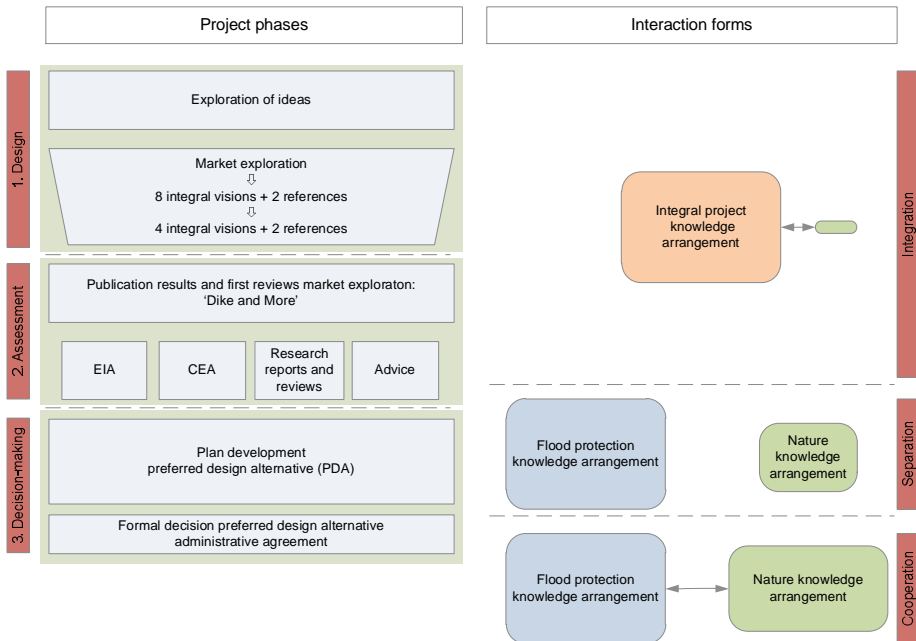 Project phases
Interaction forms
1. Design
Exploration of ideas
Market exploration
8 integral visions + 2 references
4 integral visions + 2 references
2. Assessment
Publication results and first reviews market exploraton:
‘Dike and More’
EIA
CEA
Research
reports and
reviews
Advice
3. Decision-making
Plan development
preferred design alternative (PDA)
Formal decision preferred design alternative
administrative agreement
Integral project
knowledge
arrangement
Integration
Flood protection
knowledge arrangement
Nature
knowledge
arrangement
Separation
Flood protection
knowledge arrangement
Nature knowledge
arrangement
Cooperation